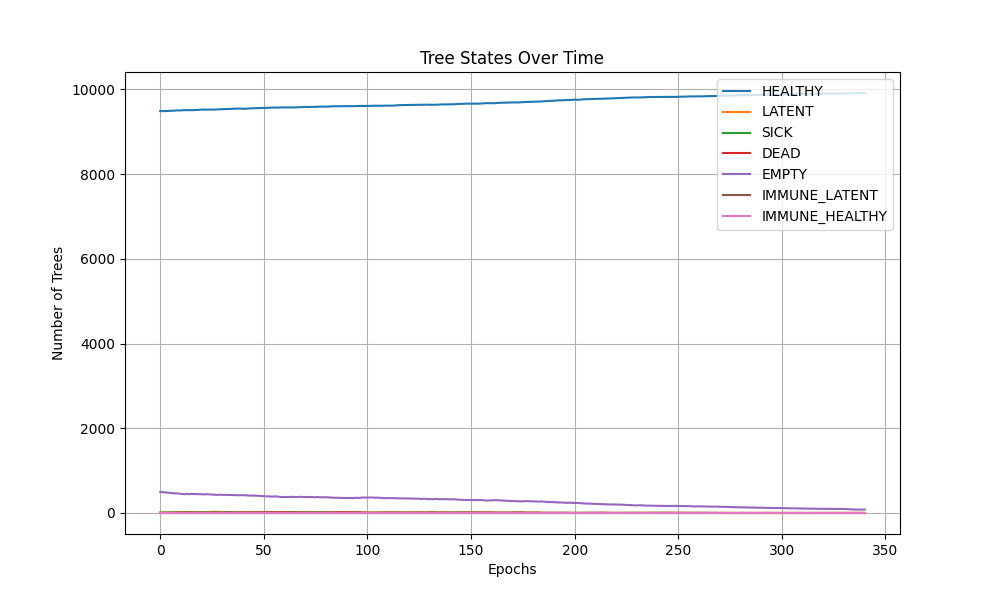 Tree States Over Time
Number of Trees
10000
8000
6000
4000
2000
0
HEALTHY
LATENT
SICK
DEAD
EMPTY
IMMUNE_LATENT
IMMUNE_HEALTHY
0 50 100 150 200 250 300 350
Epochs